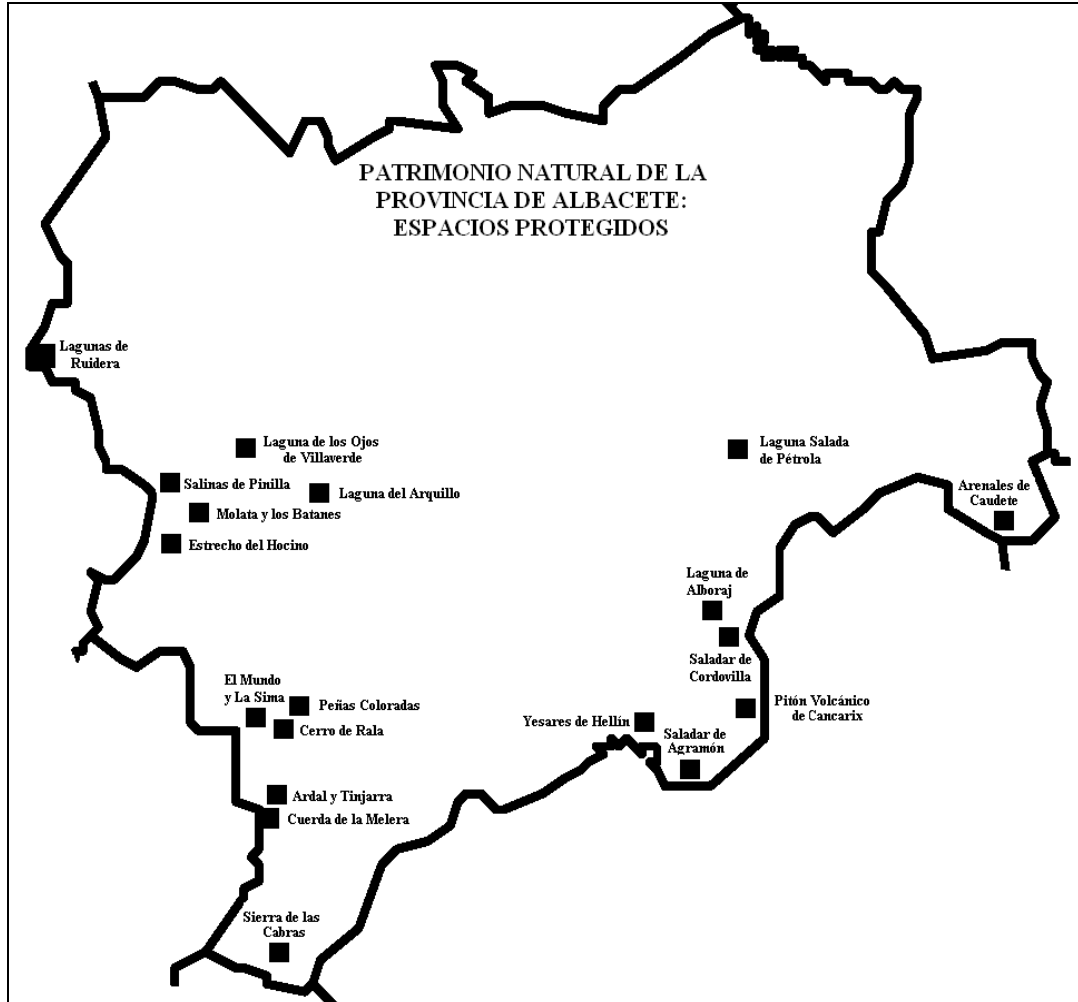 PATRIMONIO NATURAL DE LA
PROVINCIA DE ALBACETE:
ESPACIOS PROTEGIDOS
Lagunas de
Ruidera
Laguna de los Ojos
de Villaverde
Laguna Salada
de Pétrola
Salinas de Pinilla
Laguna del Arquillo
Arenales de
Caudete
Molata y los Batanes
Estrecho del Hocino
Laguna de
Alboraj
Saladar de
Cordovilla
El Mundo
y La Sima
Peñas Coloradas
Cerro de Rala
Pitón Volcánico
de Cancarix
Yesares de Hellín
Saladar de
Agramón
Ardal y Tinjarra
Cuerda de la Melera
Sierra de las
Cabras